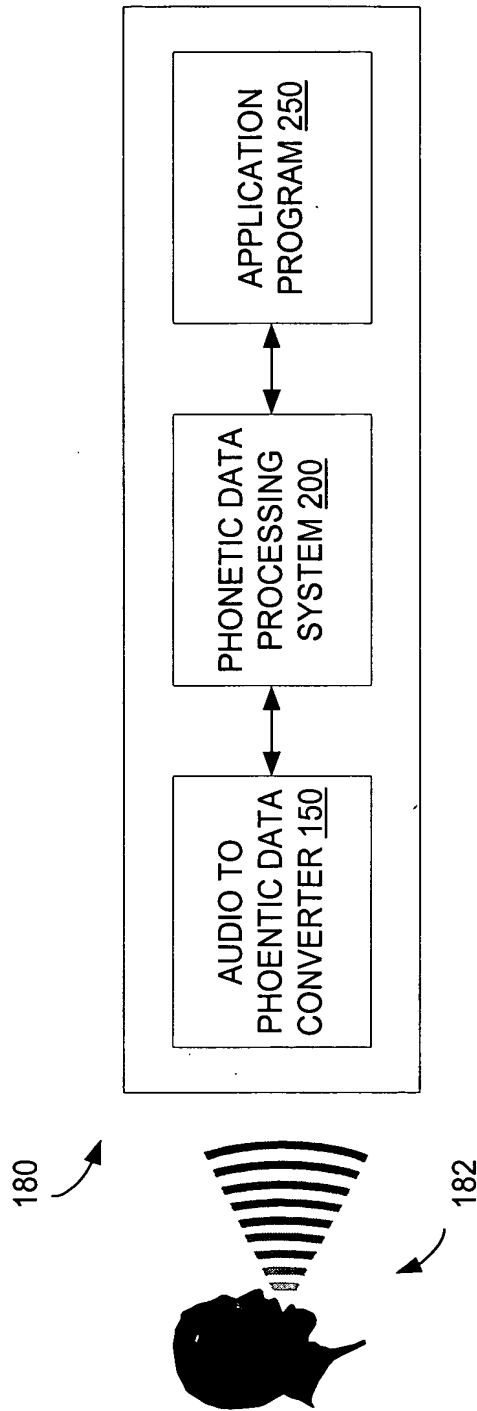 180
182
AUDIO TO
PHOENTIC DATA
CONVERTER 150
PHONETIC DATA
PROCESSING
SYSTEM 200
APPLICATION
PROGRAM 250